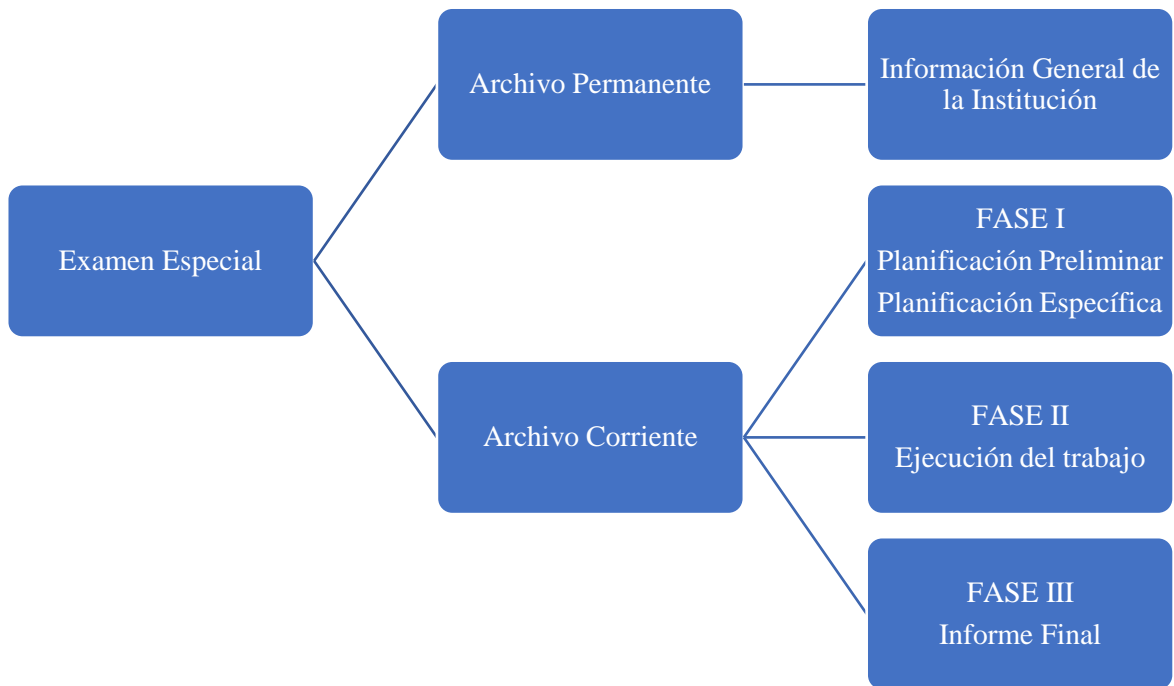 Examen Especial
Archivo Permanente
Información General de
la Institución
Archivo Corriente
FASE I
Planificación Preliminar
Planificación Específica
FASE II
Ejecución del trabajo
FASE III
Informe Final